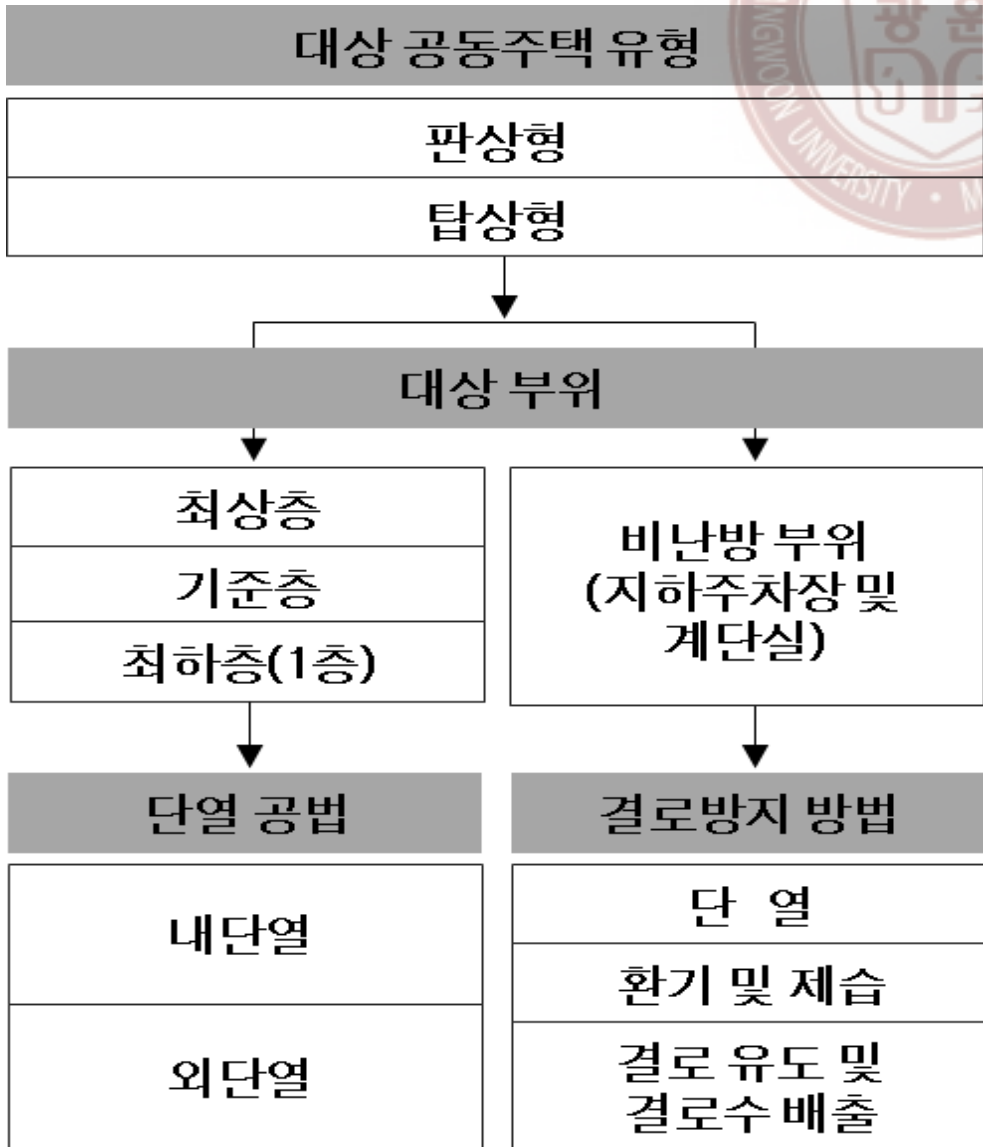 대상 공동주택 유형
판상형
탑상형
대상 부위
최상층
기준층
최하층(1층)
비난방 부위
(지하주차장 및
계단실)
단열 공법
내단열
외단열
결로방지 방법
단 열
환기 및 제습
결로 유도 및
결로수 배출
광운
UNIVERSITY